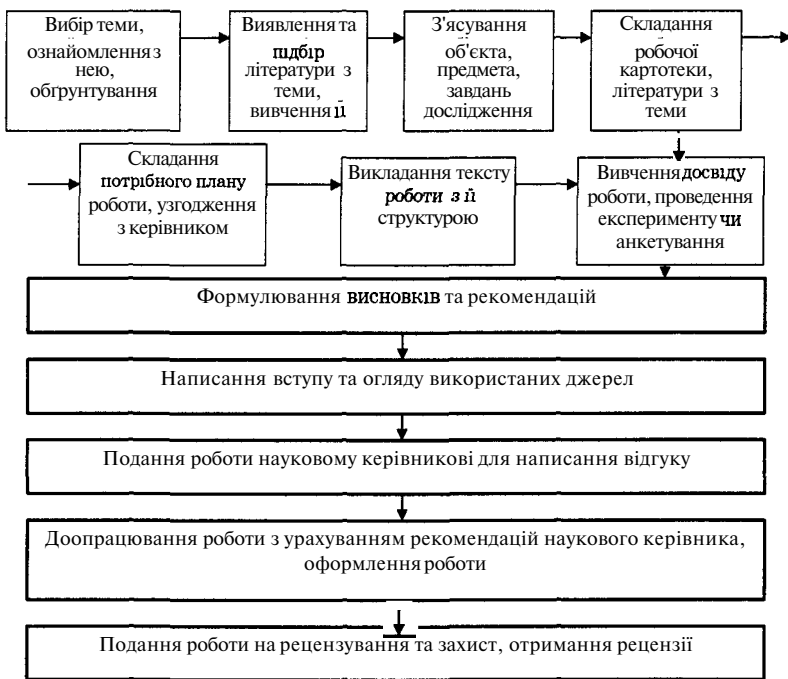 Вибір теми,
ознайомлення з
нею,
обґрунтування
Виявлення та
підбір
літератури з
теми,
вивчення її
З'ясування
об'єкта,
предмета,
завдань
дослідження
Складання
робочої
картотеки,
літератури з
теми
Складання
потрібного плану
роботи, узгодження
з керівником
Викладання тексту
роботи з її
структурою
Вивчення досвіду
роботи, проведення
експерименту чи
анкетування
Формулювання висновків та рекомендацій
Написання вступу та огляду використаних джерел
Подання роботи науковому керівникові для написання відгуку
Доопрацювання роботи з урахуванням рекомендацій наукового керівника,
оформлення роботи
Подання роботи на рецензування та захист, отримання рецензії